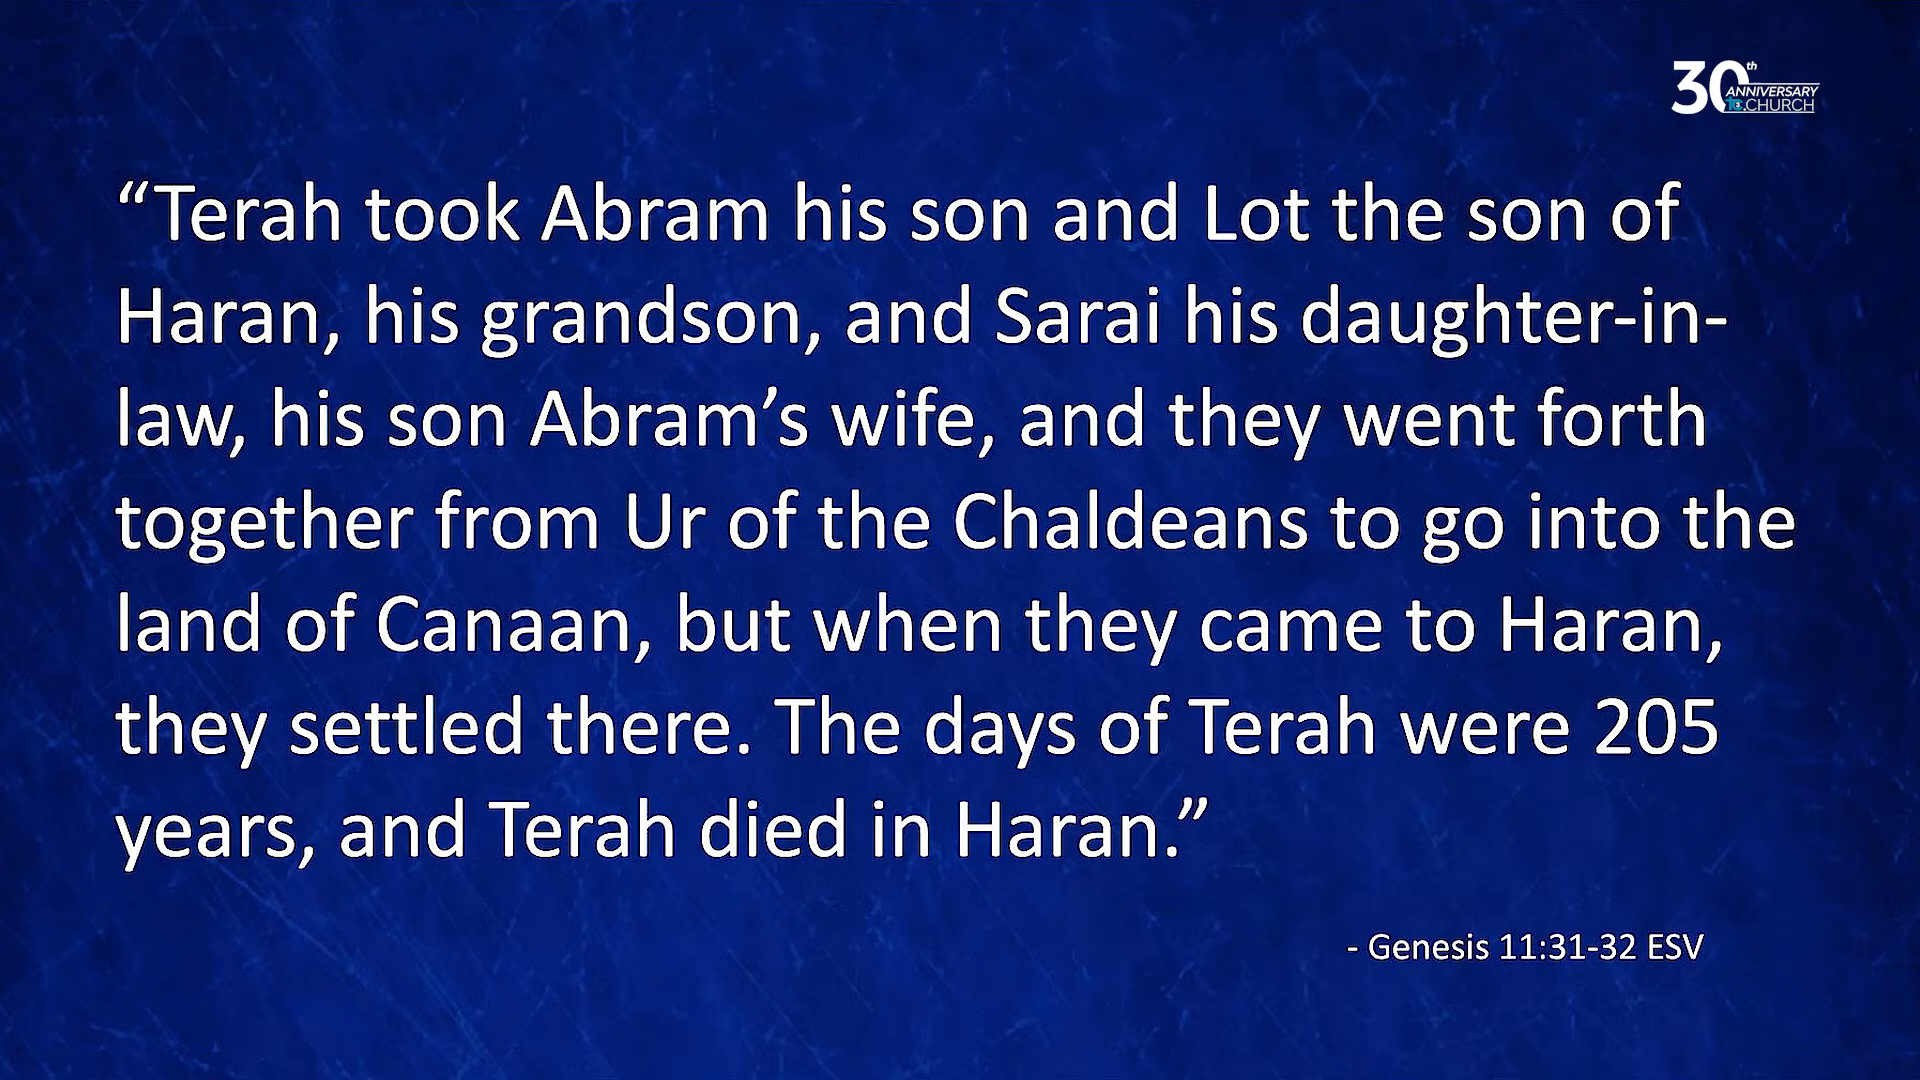 30th
ANNIVERSARY
.CHURCH
“Terah took Abram his son and Lot the son of
Haran, his grandson, and Sarai his daughter-in-
law, his son Abram’s wife, and they went forth
together from Ur of the Chaldeans to go into the
land of Canaan, but when they came to Haran,
they settled there. The days of Terah were 205
years, and Terah died in Haran.”
- Genesis 11:31-32 ESV